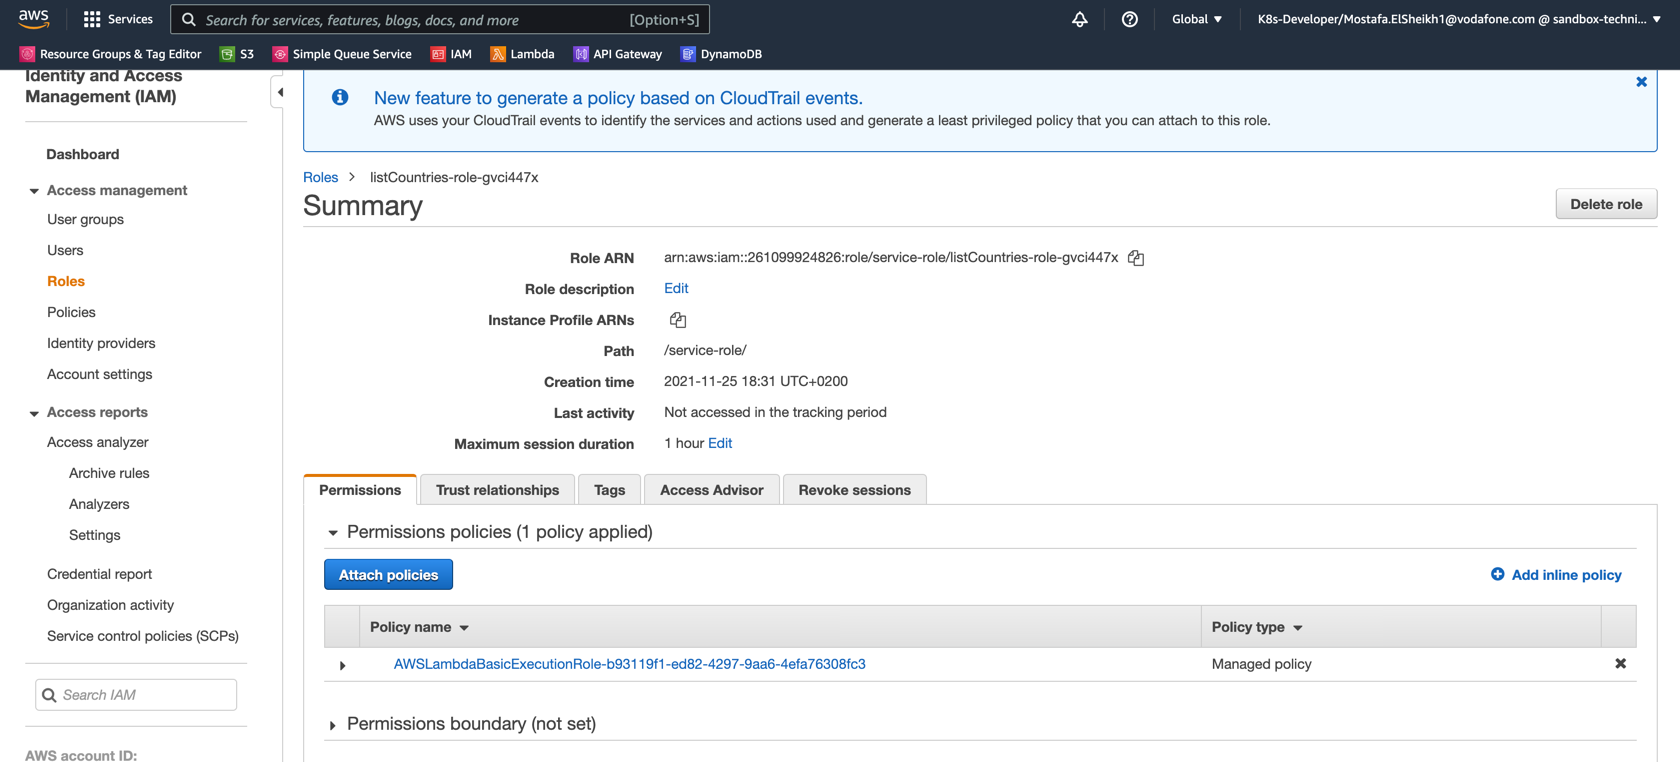 aws Services Search for services, features, blogs, docs, and more [Option+S] Global K8s-Developer/Mostafa.ElSheikh1@vodafone.com @ sandbox-techni...
Resource Groups & Tag Editor S3 Simple Queue Service IAM Lambda API Gateway DynamoDB
Identity and Access
Management (IAM)
Dashboard
Access management
User groups
Users
Roles
Policies
Identity providers
Account settings
Access reports
Access analyzer
Archive rules
Analyzers
Settings
Credential report
Organization activity
Service control policies (SCPs)
Search IAM
AWS account ID:
New feature to generate a policy based on CloudTrail events.
AWS uses your CloudTrail events to identify the services and actions used and generate a least privileged policy that you can attach to this role.
Roles > listCountries-role-gvci447x
Summary
Delete role
Role ARN arn:aws:iam::261099924826:role/service-role/listCountries-role-gvci447x
Role description Edit
Instance Profile ARNs
Path /service-role/
Creation time 2021-11-25 18:31 UTC+0200
Last activity Not accessed in the tracking period
Maximum session duration 1 hour Edit
Permissions Trust relationships Tags Access Advisor Revoke sessions
Permissions policies (1 policy applied)
Attach policies
Add inline policy
Policy name Policy type
AWSLambdaBasicExecutionRole-b93119f1-ed82-4297-9aa6-4efa76308fc3 Managed policy
Permissions boundary (not set)